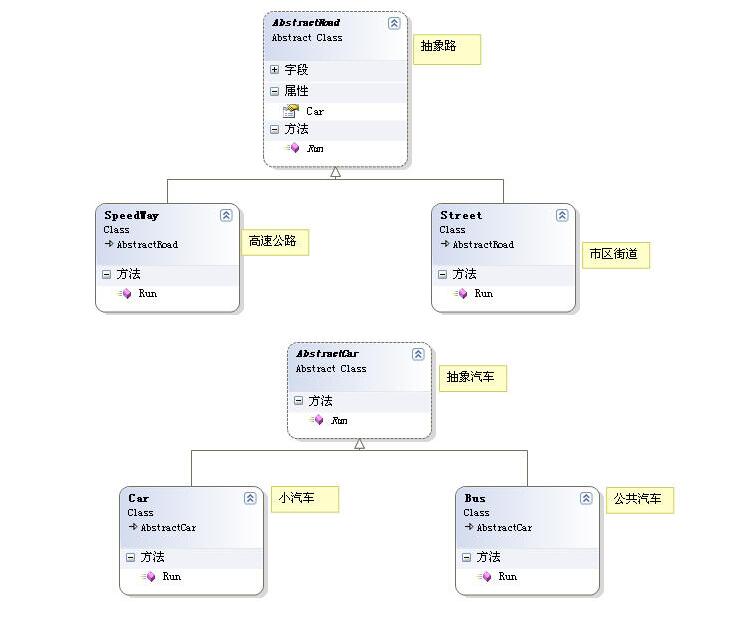 AbstractRoad
Abstract Class
抽象路
字段
属性
Car
方法
Run
SpeedWay
Class
AbstractRoad
方法
Run
高速公路
Street
Class
AbstractRoad
方法
Run
市区街道
AbstractCar
Abstract Class
方法
Run
抽象汽车
Car
Class
AbstractCar
方法
Run
小汽车
Bus
Class
AbstractCar
方法
Run
公共汽车